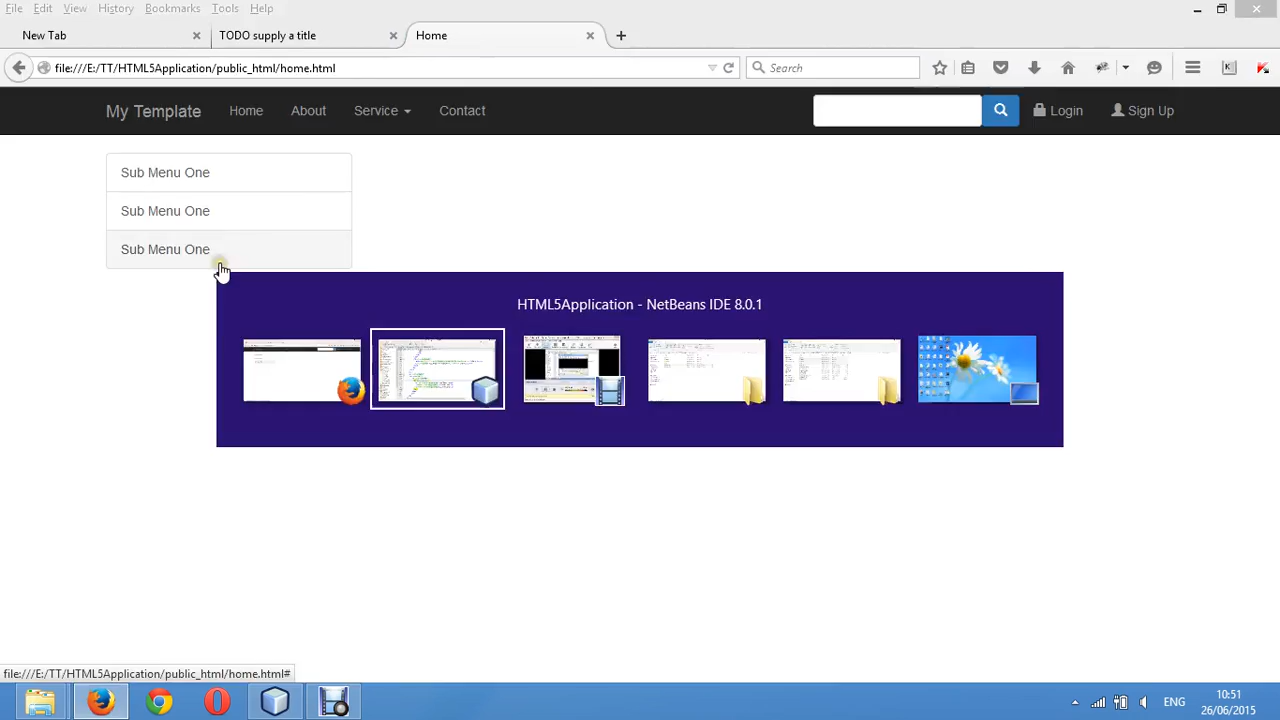 File Edit View History Bookmarks Tools Help
New Tab
TODO supply a title
Home
file:///E:/TT/HTML5Application/public_html/home.html
Search
My Template Home About Service Contact
Login Sign Up
Sub Menu One
Sub Menu One
Sub Menu One
HTML5Application - NetBeans IDE 8.0.1
file:///E:/TT/HTML5Application/public_html/home.html#
ENG
10:51
26/06/2015